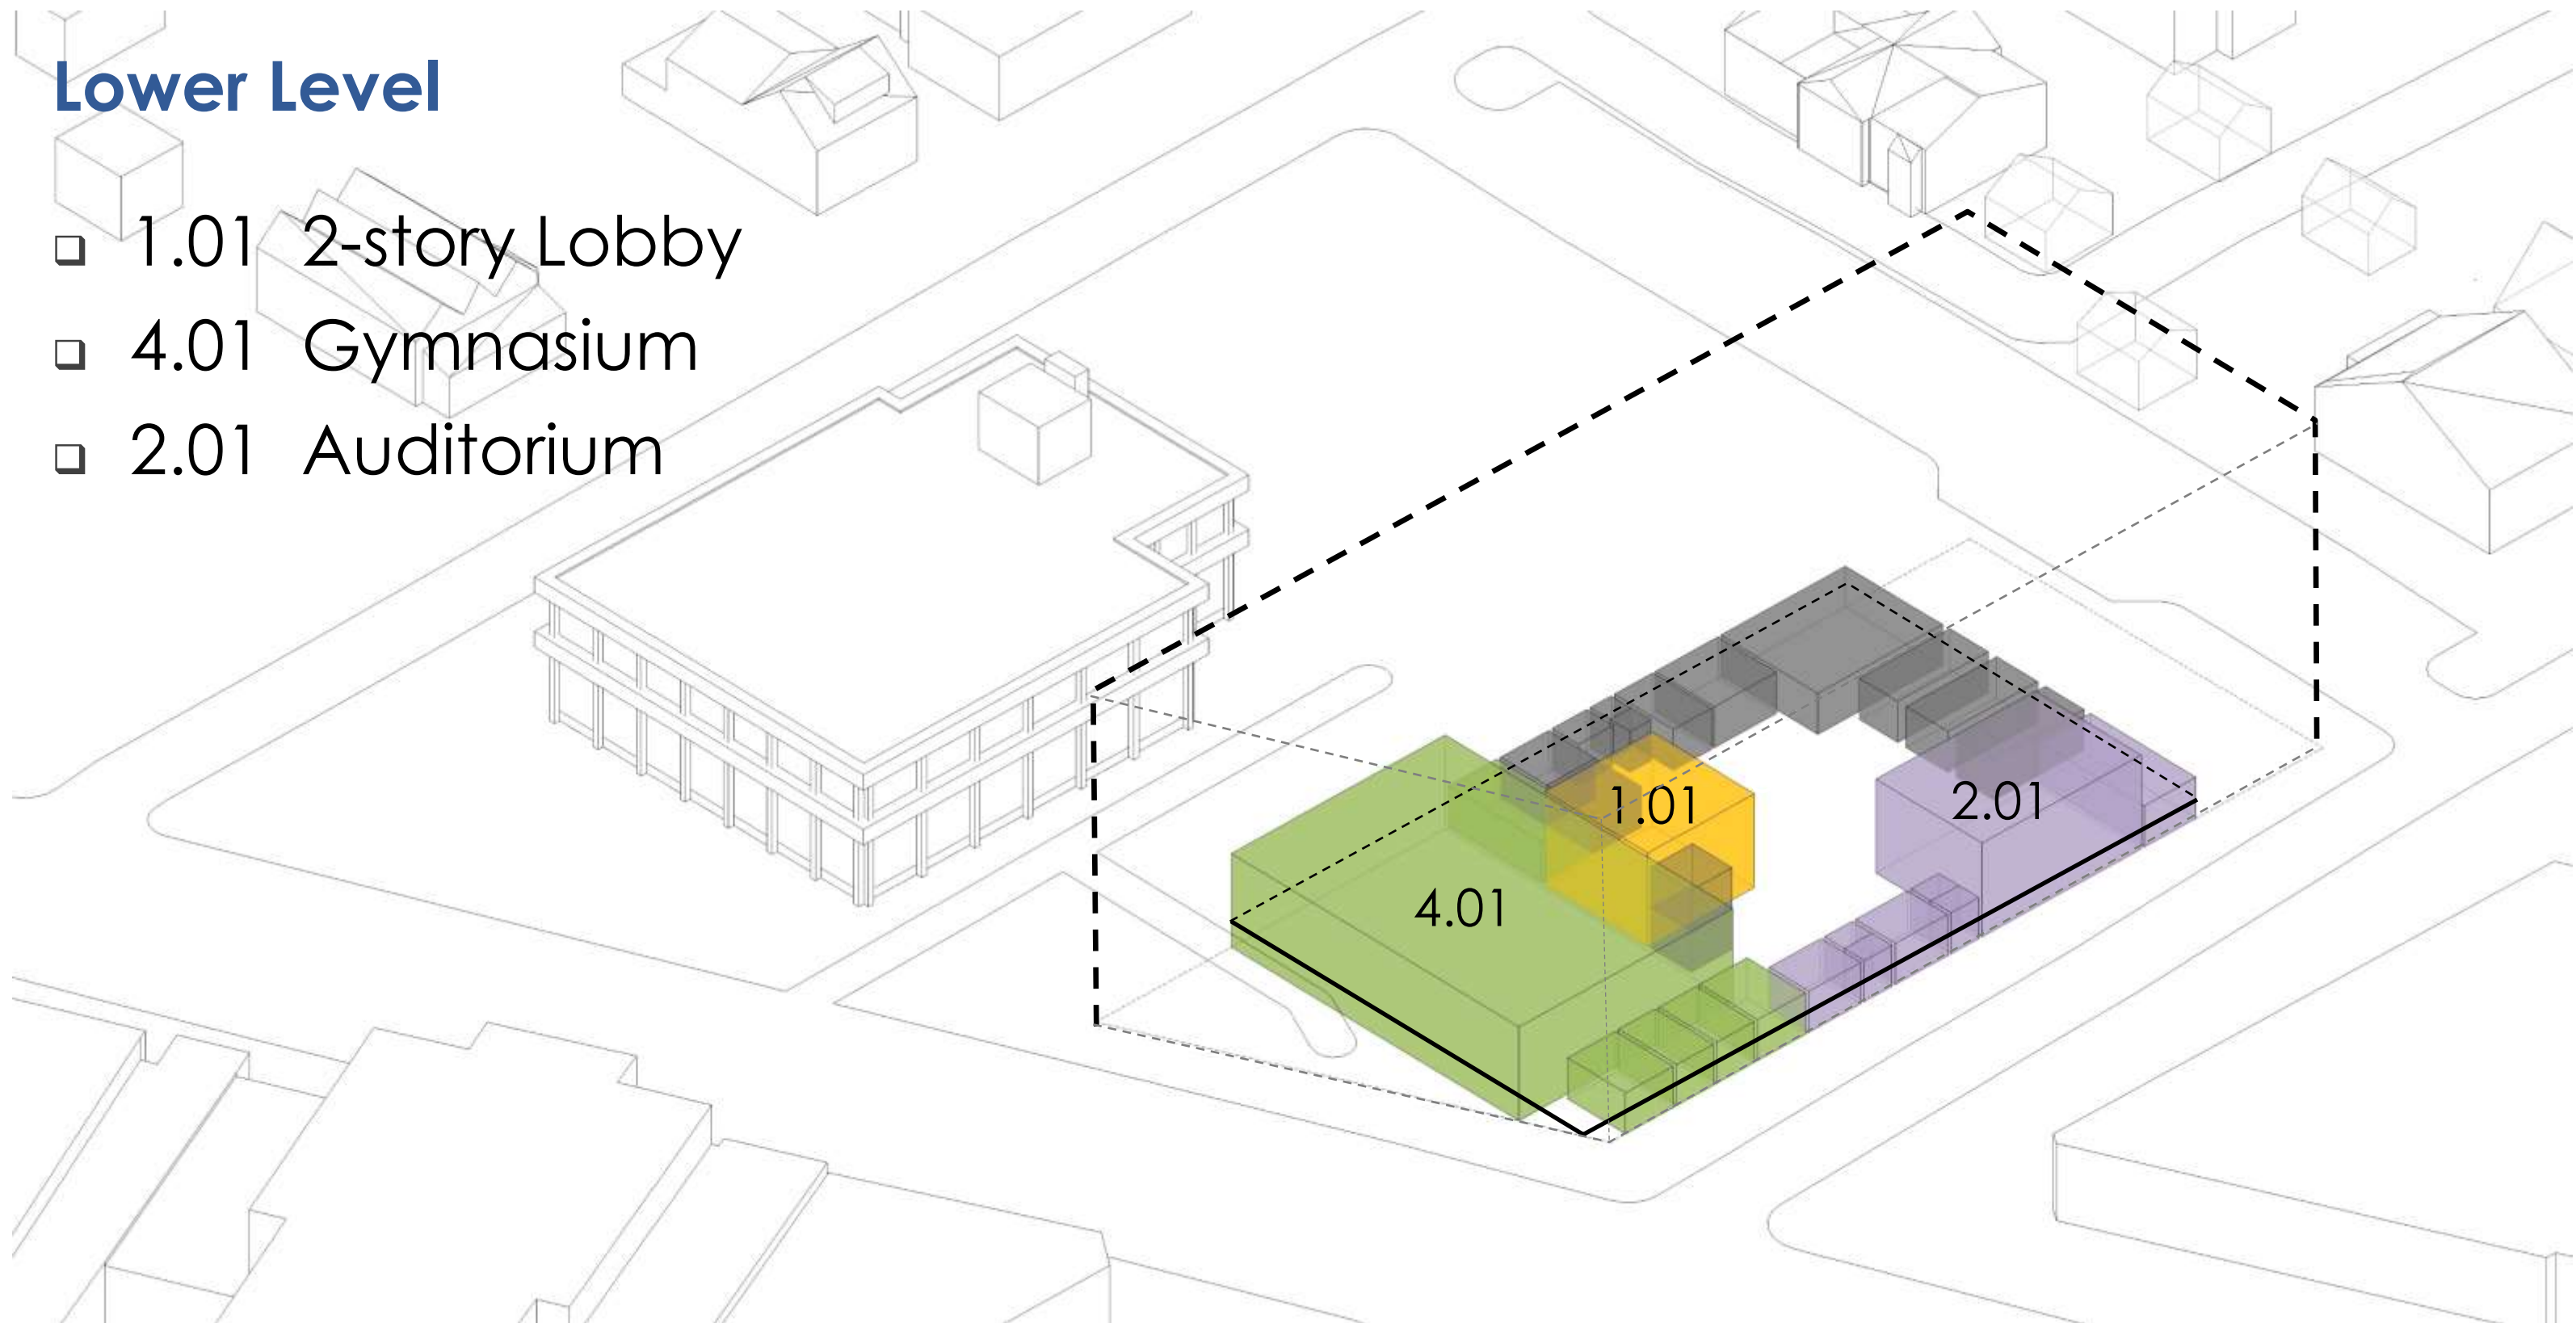 Lower Level
❑ 1.01 2-story Lobby
❑ 4.01 Gymnasium
❑ 2.01 Auditorium
1.01
2.01
4.01